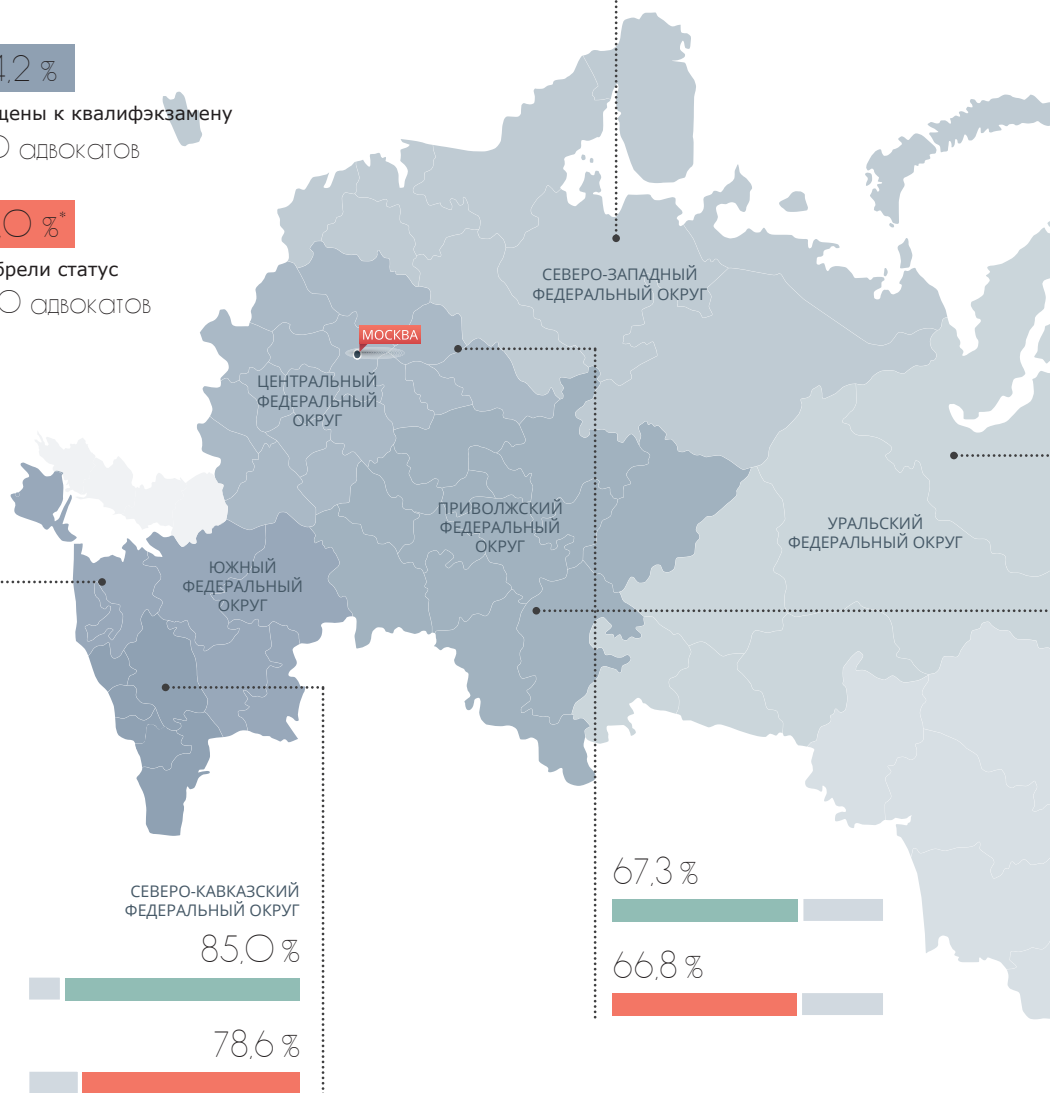 4,2 %
щены к квалифэкзамену
адвокатов
0 %*
брели статус
адвокатов
СЕВЕРО-ЗАПАДНЫЙ
ФЕДЕРАЛЬНЫЙ ОКРУГ
МОСКВА
ЦЕНТРАЛЬНЫЙ
ФЕДЕРАЛЬНЫЙ
ОКРУГ
ПРИВОЛЖСКИЙ
ФЕДЕРАЛЬНЫЙ
ОКРУГ
УРАЛЬСКИЙ
ФЕДЕРАЛЬНЫЙ ОКРУГ
ЮЖНЫЙ
ФЕДЕРАЛЬНЫЙ
ОКРУГ
СЕВЕРО-КАВКАЗСКИЙ
ФЕДЕРАЛЬНЫЙ ОКРУГ
85,0 %
78,6 %
67,3 %
66,8 %